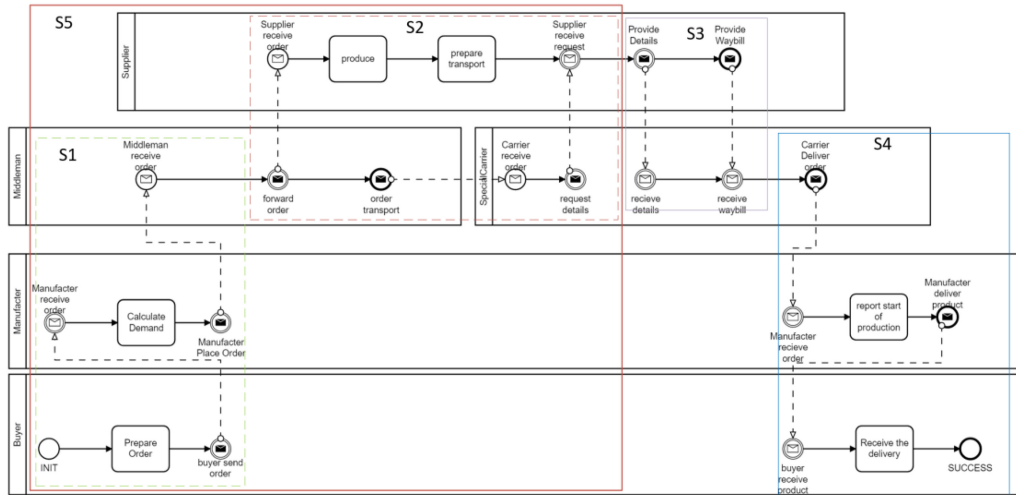 S5
Supplier
receive
order
S2
Supplier
receive
request
Provide
Details
S3
Provide
Waybill
Supplier
produce
prepare
transport
S1
Middleman
receive
order
Middleman
forward
order
order
transport
SpecialCarrier
Carrier
receive
order
request
details
recieve
details
receive
waybill
Carrier
Deliver
order
S4
Manufacter
Manufacter
receive
order
Calculate
Demand
Manufacter
Place Order
Manufacter
recieve
order
report start
of
production
Manufacter
deliver
product
Buyer
INIT
Prepare
Order
buyer send
order
buyer
receive
product
Receive the
delivery
SUCCESS